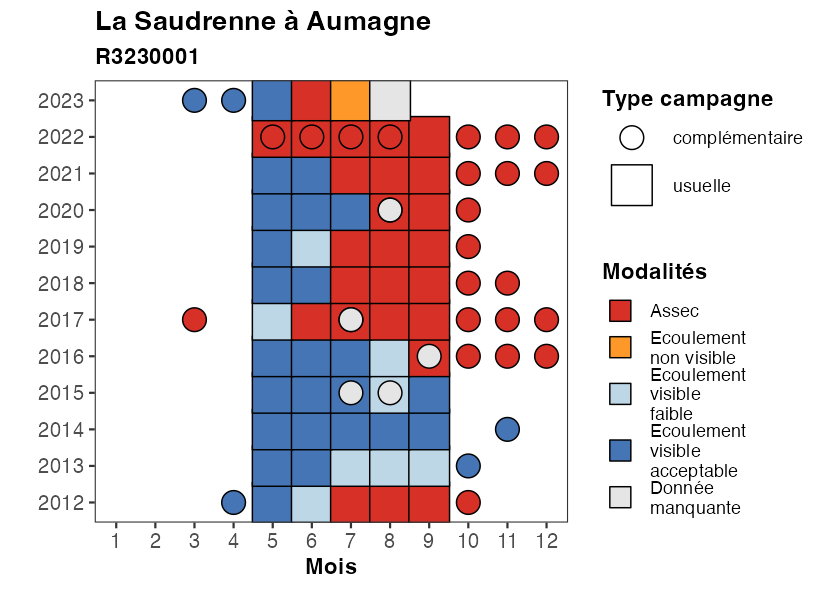 La Saudrenne à Aumagne
R3230001
2023
2022
2021
2020
2019
2018
2017
2016
2015
2014
2013
2012
1 2 3 4 5 6 7 8 9 10 11 12
Mois
Type campagne
complémentaire
usuelle
Modalités
Assec
Ecoulement
non visible
Ecoulement
visible
faible
Ecoulement
visible
acceptable
Donnée
manquante